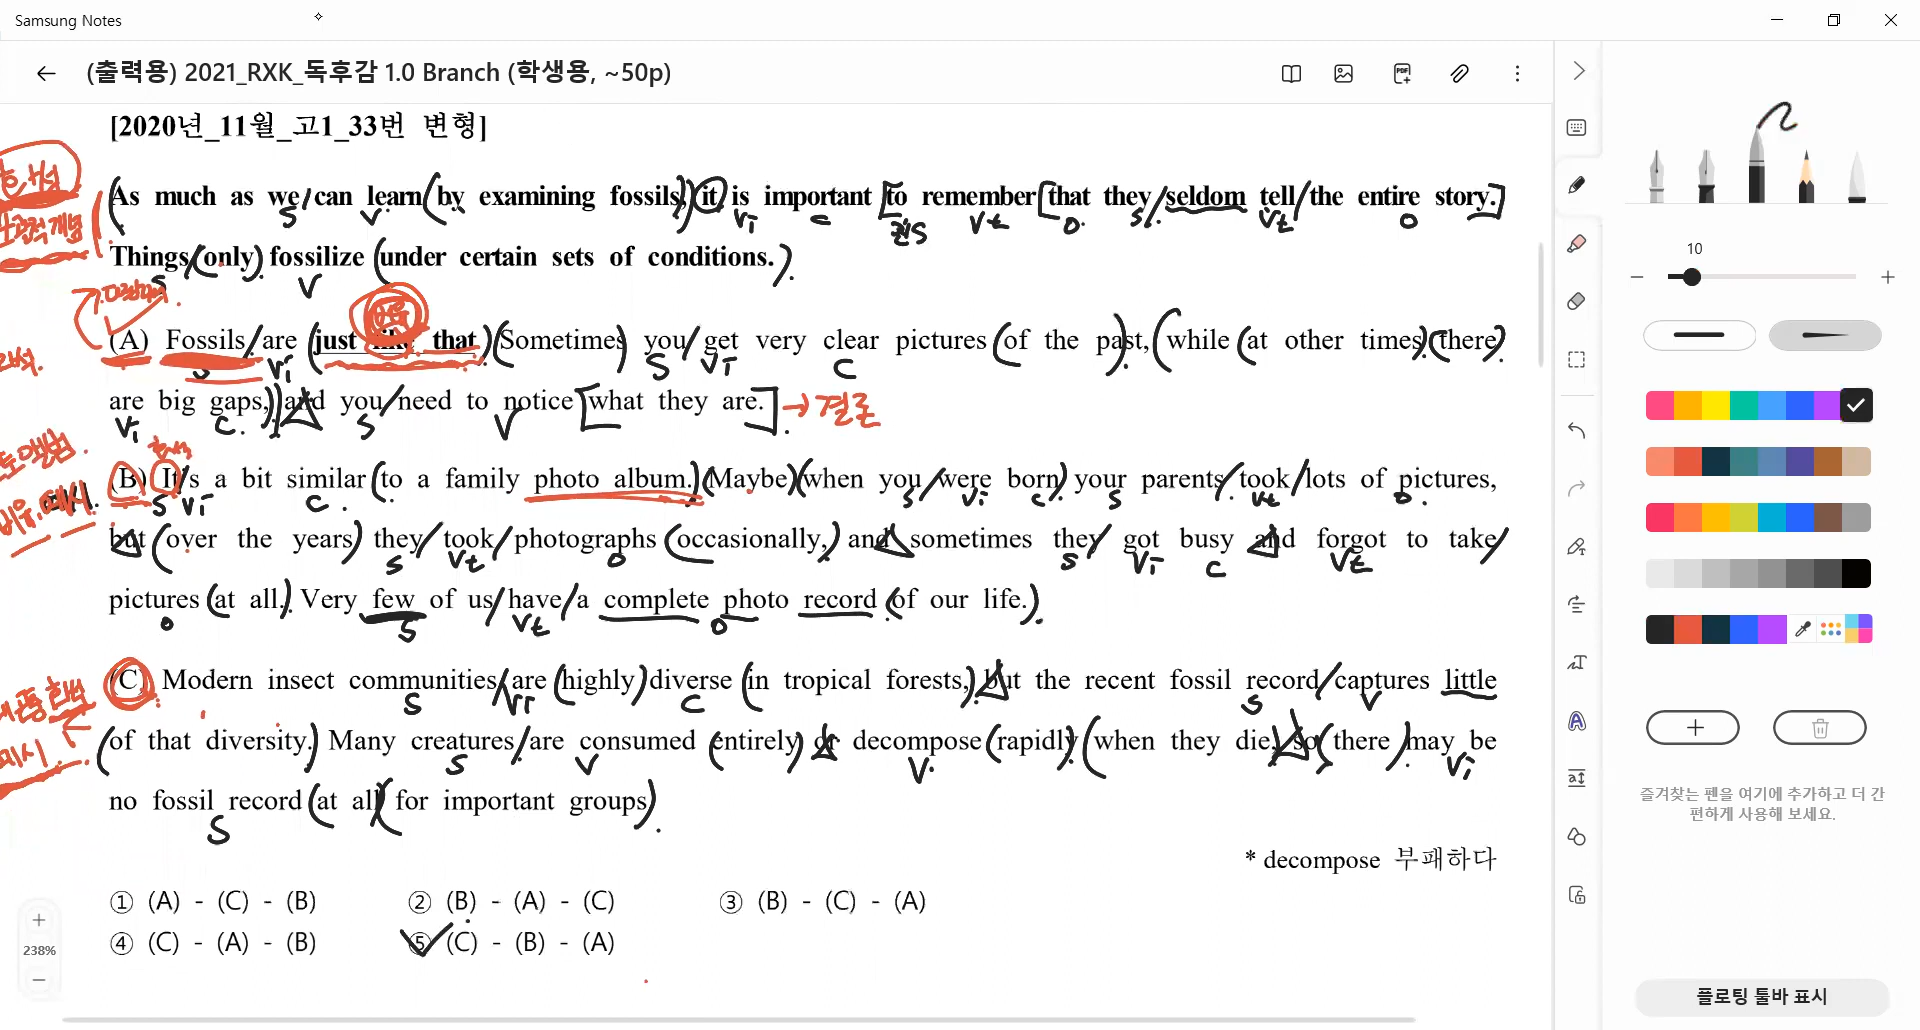 Samsung Notes
(출력용) 2021_RXK_독후감 1.0 Branch (학생용, ~50p)
[2020년_11월_고1_33번 변형]
As much as we can learn by examining fossils, it is important to remember that they seldom tell the entire story.
Things only fossilize under certain sets of conditions.
(A) Fossils are just like that. Sometimes you get very clear pictures of the past, while at other times there
are big gaps, and you need to notice what they are.
→ 결론
(B) It's a bit similar to a family photo album. Maybe when you were born your parents took lots of pictures,
but over the years they took photographs occasionally, and sometimes they got busy and forgot to take
pictures at all. Very few of us have a complete photo record of our life.
(C) Modern insect communities are highly diverse in tropical forests, but the recent fossil record captures little
of that diversity. Many creatures are consumed entirely or decompose rapidly when they die, so there may be
no fossil record at all for important groups.
* decompose 부패하다
① (A) - (C) - (B)
② (B) - (A) - (C)
③ (B) - (C) - (A)
④ (C) - (A) - (B)
⑤ (C) - (B) - (A)
238%
10
즐겨찾는 펜을 여기에 추가하고 더 간
편하게 사용해 보세요.
플로팅 툴바 표시